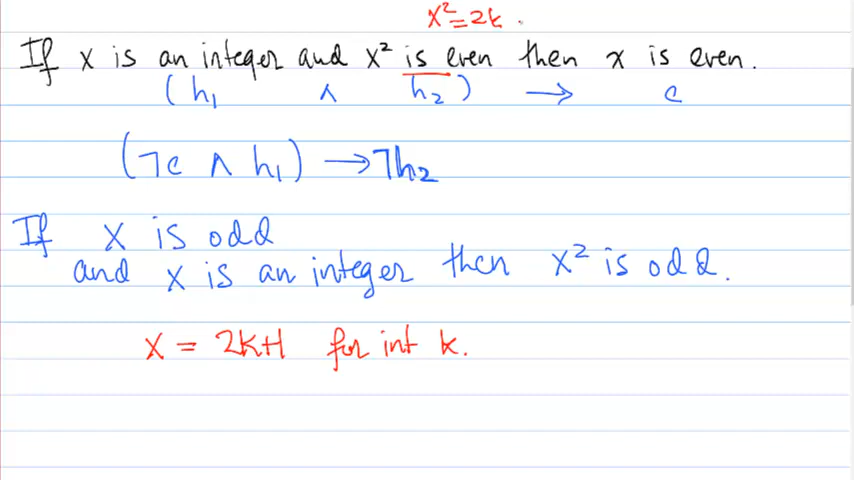 x²=2k.
If x is an integer and x² is even then x is even.
(h₁ ∧ h₂) → c
(¬c ∧ h₁) → ¬h₂
If x is odd
and x is an integer then x² is odd.
x = 2k+1 for int k.